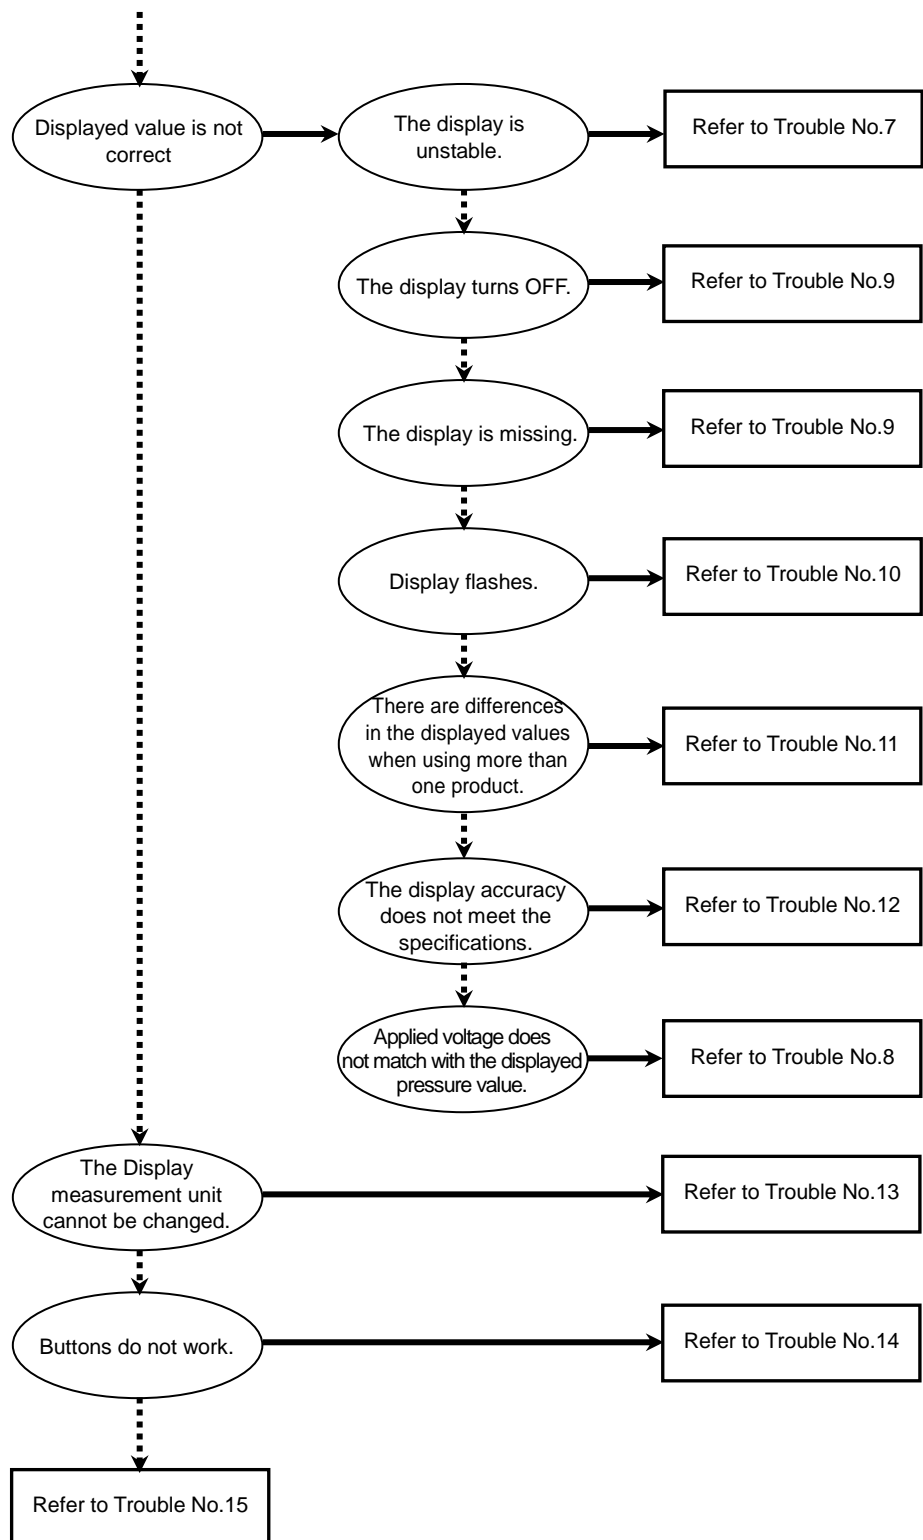 Displayed value is not
correct
The display is
unstable.
Refer to Trouble No.7
The display turns OFF.
Refer to Trouble No.9
The display is missing.
Refer to Trouble No.9
Display flashes.
Refer to Trouble No.10
There are differences
in the displayed values
when using more than
one product.
Refer to Trouble No.11
The display accuracy
does not meet the
specifications.
Refer to Trouble No.12
Applied voltage does
not match with the displayed
pressure value.
Refer to Trouble No.8
The Display
measurement unit
cannot be changed.
Refer to Trouble No.13
Buttons do not work.
Refer to Trouble No.14
Refer to Trouble No.15